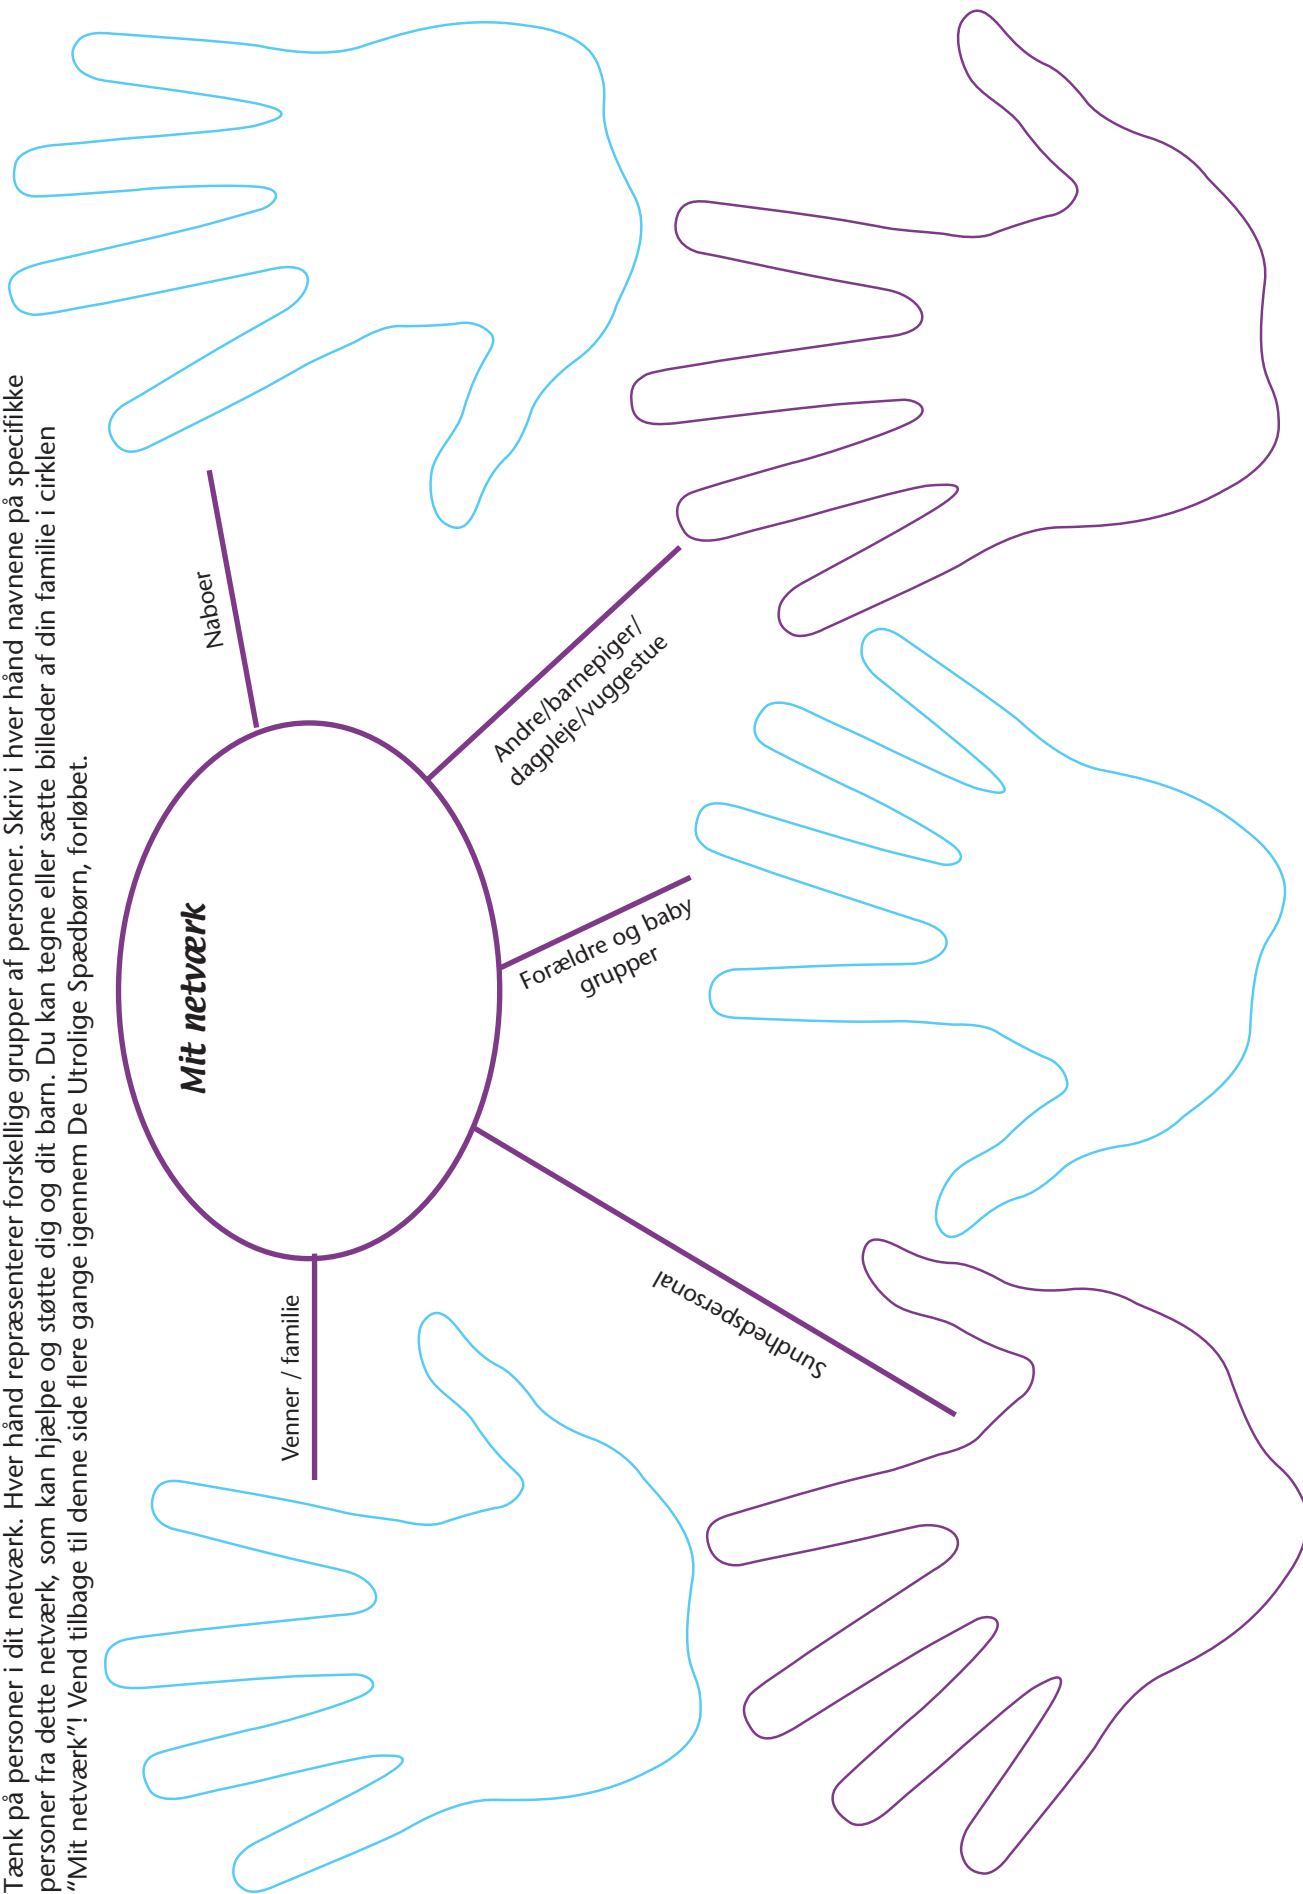 Tænk på personer i dit netværk. Hver hånd repræsenterer forskellige grupper af personer. Skriv i hver hånd navnene på specifikke
personer fra dette netværk, som kan hjælpe og støtte dig og dit barn. Du kan tegne eller sætte billeder af din familie i cirklen
“Mit netværk”! Vend tilbage til denne side flere gange igennem De Utrolige Spædbørn, forløbet.
Mit netværk
Venner / familie
Sundhedspersonal
Forældre og baby
grupper
Andre/barnepiger/
dagpleje/vuggestue
Naboer